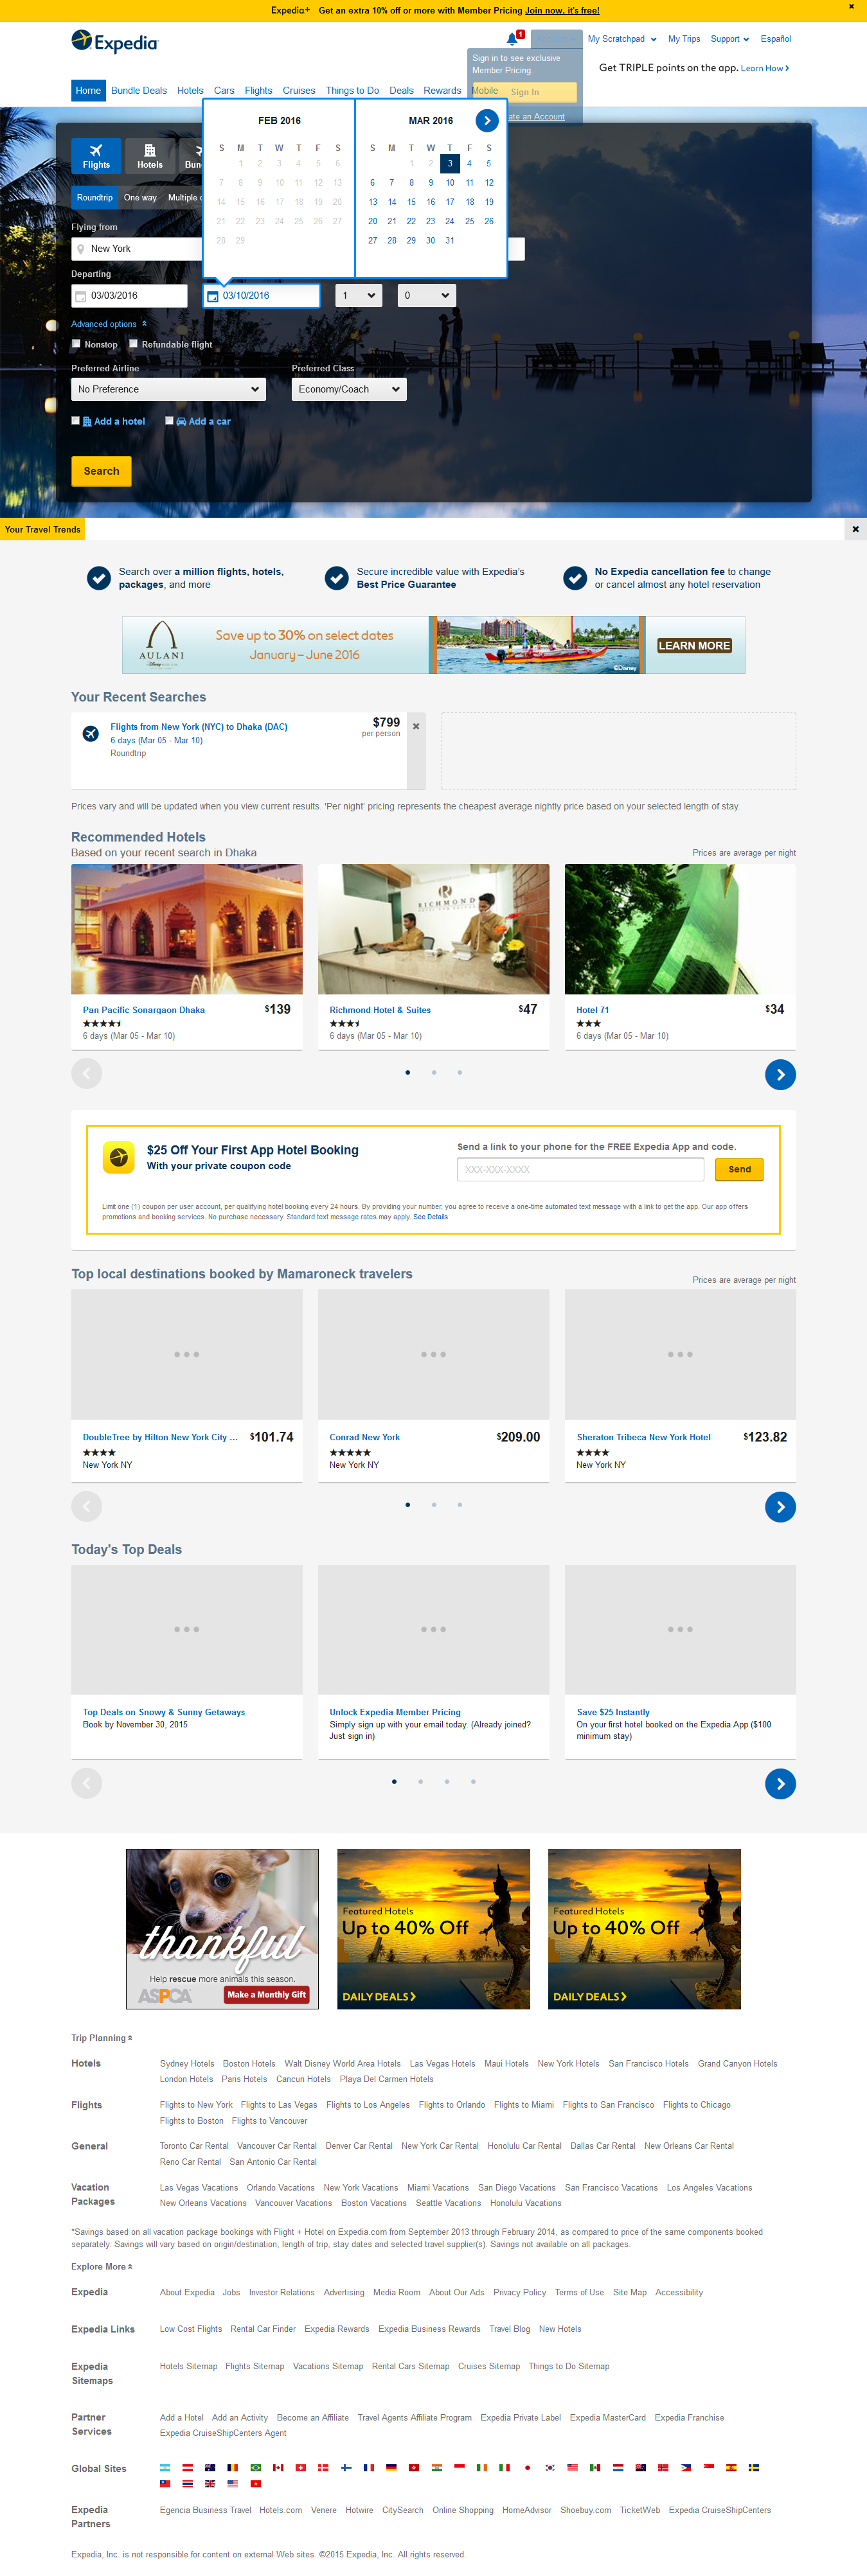 Expedia+ Get an extra 10% off or more with Member Pricing Join now, it's free!
Expedia
1
My Scratchpad My Trips Support Español
Sign in to see exclusive
Member Pricing.
Sign In
ate an Account
Get TRIPLE points on the app. Learn How
Home Bundle Deals Hotels Cars Flights Cruises Things to Do Deals Rewards Mobile
Flights Hotels Bun
Roundtrip One way Multiple
Flying from
New York
FEB 2016
S M T W T F S
1 2 3 4 5 6
7 8 9 10 11 12 13
14 15 16 17 18 19 20
21 22 23 24 25 26 27
28 29
MAR 2016
S M T W T F S
1 2 3 4 5
6 7 8 9 10 11 12
13 14 15 16 17 18 19
20 21 22 23 24 25 26
27 28 29 30 31
Departing
03/03/2016 03/10/2016 1 0
Advanced options
Nonstop Refundable flight
Preferred Airline Preferred Class
No Preference Economy/Coach
Add a hotel Add a car
Search
Your Travel Trends
Search over a million flights, hotels,
packages, and more
Secure incredible value with Expedia's
Best Price Guarantee
No Expedia cancellation fee to change
or cancel almost any hotel reservation
AULANI
Save up to 30% on select dates
January – June 2016
©Disney
LEARN MORE
Your Recent Searches
Flights from New York (NYC) to Dhaka (DAC) $799
6 days (Mar 05 - Mar 10) per person
Roundtrip
Prices vary and will be updated when you view current results. 'Per night' pricing represents the cheapest average nightly price based on your selected length of stay.
Recommended Hotels
Based on your recent search in Dhaka Prices are average per night
RICHMOND
Pan Pacific Sonargaon Dhaka $139
6 days (Mar 05 - Mar 10)
Richmond Hotel & Suites $47
6 days (Mar 05 - Mar 10)
Hotel 71 $34
6 days (Mar 05 - Mar 10)
$25 Off Your First App Hotel Booking
With your private coupon code
Send a link to your phone for the FREE Expedia App and code.
XXX-XXX-XXXX Send
Limit one (1) coupon per user account, per qualifying hotel booking every 24 hours. By providing your number, you agree to receive a one-time automated text message with a link to get the app. Our app offers
promotions and booking services. No purchase necessary. Standard text message rates may apply. See Details
Top local destinations booked by Mamaroneck travelers Prices are average per night
DoubleTree by Hilton New York City ... $101.74
New York NY
Conrad New York $209.00
New York NY
Sheraton Tribeca New York Hotel $123.82
New York NY
Today's Top Deals
Top Deals on Snowy & Sunny Getaways
Book by November 30, 2015
Unlock Expedia Member Pricing
Simply sign up with your email today. (Already joined?
Just sign in)
Save $25 Instantly
On your first hotel booked on the Expedia App ($100
minimum stay)
thankful
Help rescue more animals this season.
ASPCA Make a Monthly Gift
Featured Hotels
Up to 40% Off
DAILY DEALS
Featured Hotels
Up to 40% Off
DAILY DEALS
Trip Planning
Hotels Sydney Hotels Boston Hotels Walt Disney World Area Hotels Las Vegas Hotels Maui Hotels New York Hotels San Francisco Hotels Grand Canyon Hotels
London Hotels Paris Hotels Cancun Hotels Playa Del Carmen Hotels
Flights Flights to New York Flights to Las Vegas Flights to Los Angeles Flights to Orlando Flights to Miami Flights to San Francisco Flights to Chicago
Flights to Boston Flights to Vancouver
General Toronto Car Rental Vancouver Car Rental Denver Car Rental New York Car Rental Honolulu Car Rental Dallas Car Rental New Orleans Car Rental
Reno Car Rental San Antonio Car Rental
Vacation Las Vegas Vacations Orlando Vacations New York Vacations Miami Vacations San Diego Vacations San Francisco Vacations Los Angeles Vacations
Packages New Orleans Vacations Vancouver Vacations Boston Vacations Seattle Vacations Honolulu Vacations
*Savings based on all vacation package bookings with Flight + Hotel on Expedia.com from September 2013 through February 2014, as compared to price of the same components booked
separately. Savings will vary based on origin/destination, length of trip, stay dates and selected travel supplier(s). Savings not available on all packages.
Explore More
Expedia About Expedia Jobs Investor Relations Advertising Media Room About Our Ads Privacy Policy Terms of Use Site Map Accessibility
Expedia Links Low Cost Flights Rental Car Finder Expedia Rewards Expedia Business Rewards Travel Blog New Hotels
Expedia Hotels Sitemap Flights Sitemap Vacations Sitemap Rental Cars Sitemap Cruises Sitemap Things to Do Sitemap
Sitemaps
Partner Add a Hotel Add an Activity Become an Affiliate Travel Agents Affiliate Program Expedia Private Label Expedia MasterCard Expedia Franchise
Services Expedia CruiseShipCenters Agent
Global Sites
Expedia Egencia Business Travel Hotels.com Venere Hotwire CitySearch Online Shopping HomeAdvisor Shoebuy.com TicketWeb Expedia CruiseShipCenters
Partners
Expedia, Inc. is not responsible for content on external Web sites. ©2015 Expedia, Inc. All rights reserved.